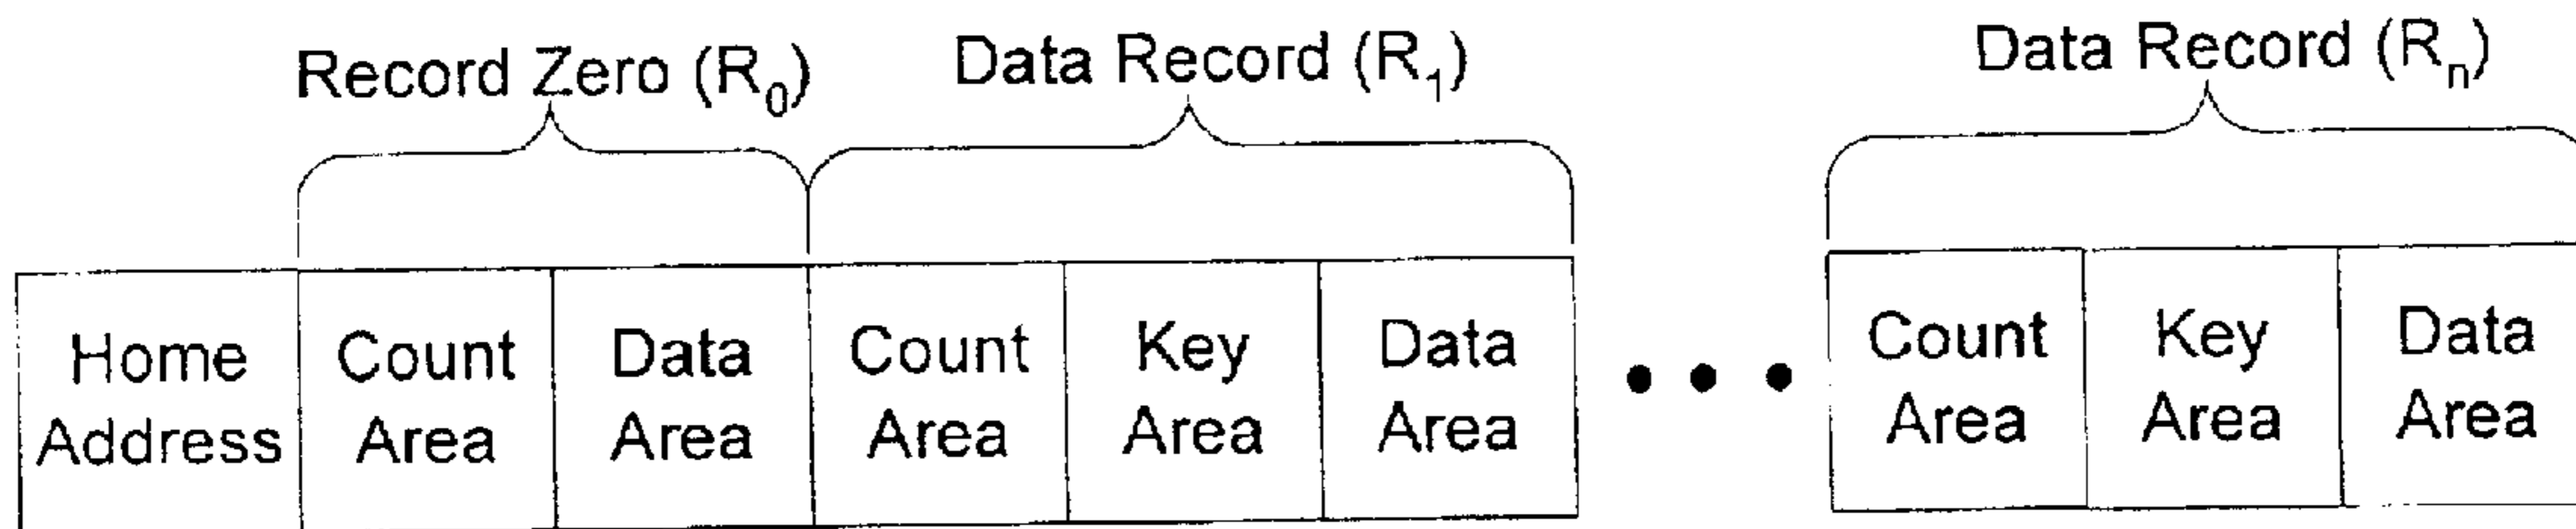 Record Zero (R0)
Data Record (R1)
Data Record (Rn)
Home
Address
Count
Area
Data
Area
Count
Area
Key
Area
Data
Area
• • •
Count
Area
Key
Area
Data
Area